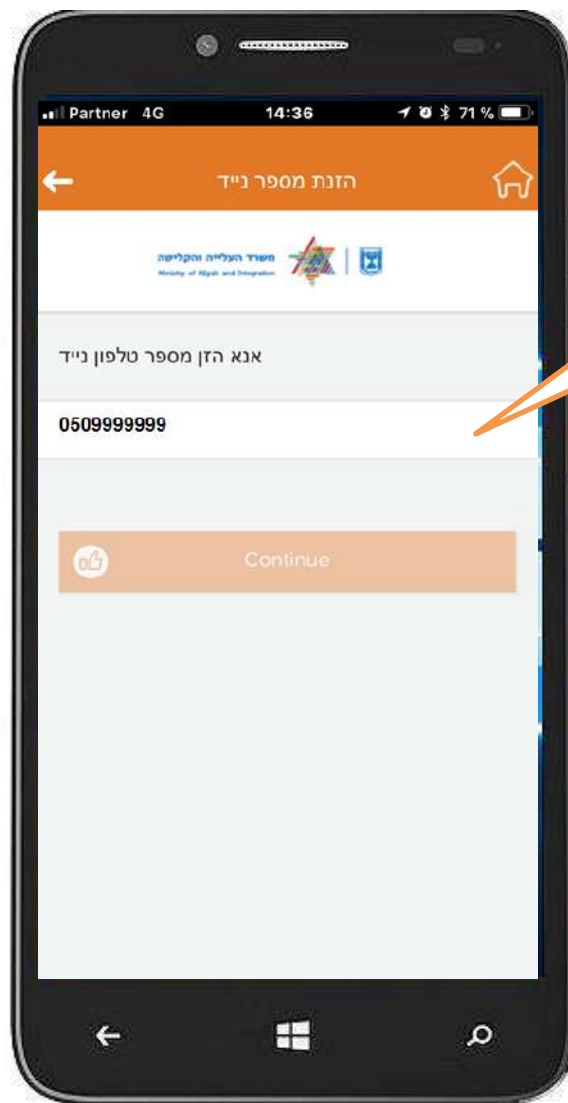 Partner 4G 14:36 71 %
הזנת מספר נייד
משרד העלייה והקליטה
Ministry of Aliyah and Integration
אנא הזן מספר טלפון נייד
0509999999
Continue